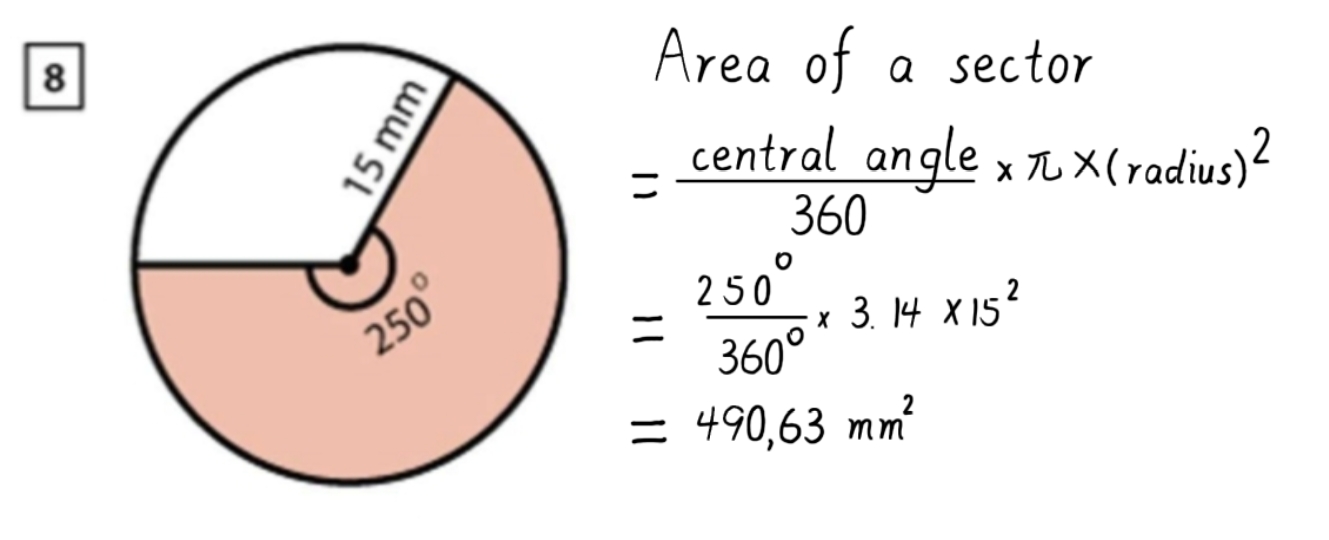 8
15 mm
250°
Area of a sector
= central angle / 360 × π × (radius)²
= 250° / 360° × 3.14 × 15²
= 490,63 mm²